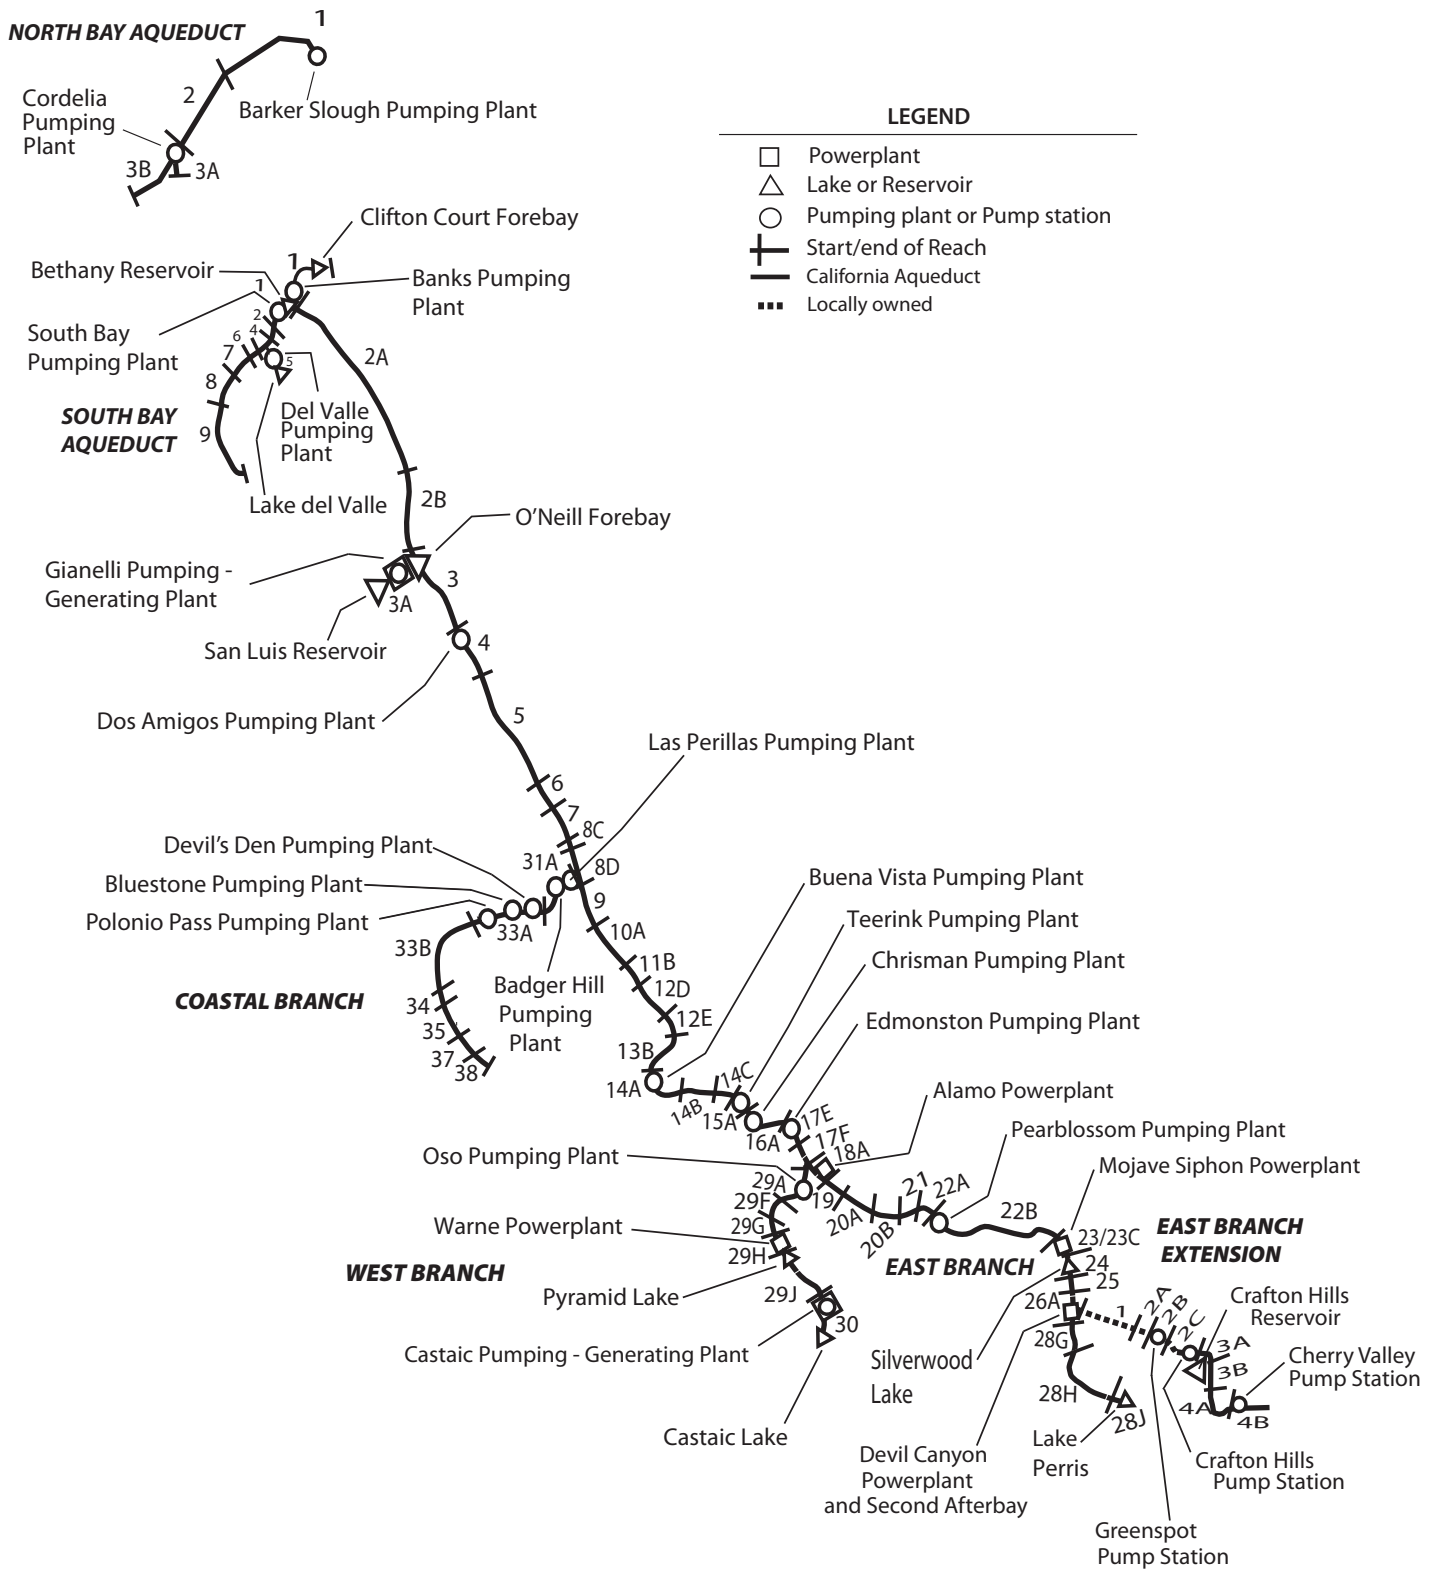 NORTH BAY AQUEDUCT
1
2
Cordelia
Pumping
Plant
Barker Slough Pumping Plant
3B
3A
LEGEND
Powerplant
Lake or Reservoir
Pumping plant or Pump station
Start/end of Reach
California Aqueduct
Locally owned
Clifton Court Forebay
Bethany Reservoir
1
Banks Pumping
Plant
1
South Bay
Pumping Plant
2
4
6
5
7
8
9
2A
SOUTH BAY
AQUEDUCT
Del Valle
Pumping
Plant
Lake del Valle
2B
O'Neill Forebay
Gianelli Pumping -
Generating Plant
3
3A
San Luis Reservoir
4
Dos Amigos Pumping Plant
5
Las Perillas Pumping Plant
6
7
8C
Devil's Den Pumping Plant
31A
8D
Bluestone Pumping Plant
Polonio Pass Pumping Plant
9
33A
10A
33B
11B
Badger Hill
Pumping
Plant
12D
COASTAL BRANCH
34
12E
35
37
38
13B
14A
Buena Vista Pumping Plant
Teerink Pumping Plant
Chrisman Pumping Plant
Edmonston Pumping Plant
14B
14C
15A
16A
17E
17F
18A
Alamo Powerplant
Pearblossom Pumping Plant
Mojave Siphon Powerplant
Oso Pumping Plant
29A
29F
19
20A
20B
21
22A
22B
29G
Warne Powerplant
29H
23/23C
EAST BRANCH
EXTENSION
WEST BRANCH
EAST BRANCH
24
25
Pyramid Lake
29J
26A
1
2A
2B
2C
Crafton Hills
Reservoir
30
28G
3A
3B
Castaic Pumping - Generating Plant
Silverwood
Lake
Cherry Valley
Pump Station
28H
28J
4A
4B
Castaic Lake
Lake
Perris
Devil Canyon
Powerplant
and Second Afterbay
Crafton Hills
Pump Station
Greenspot
Pump Station